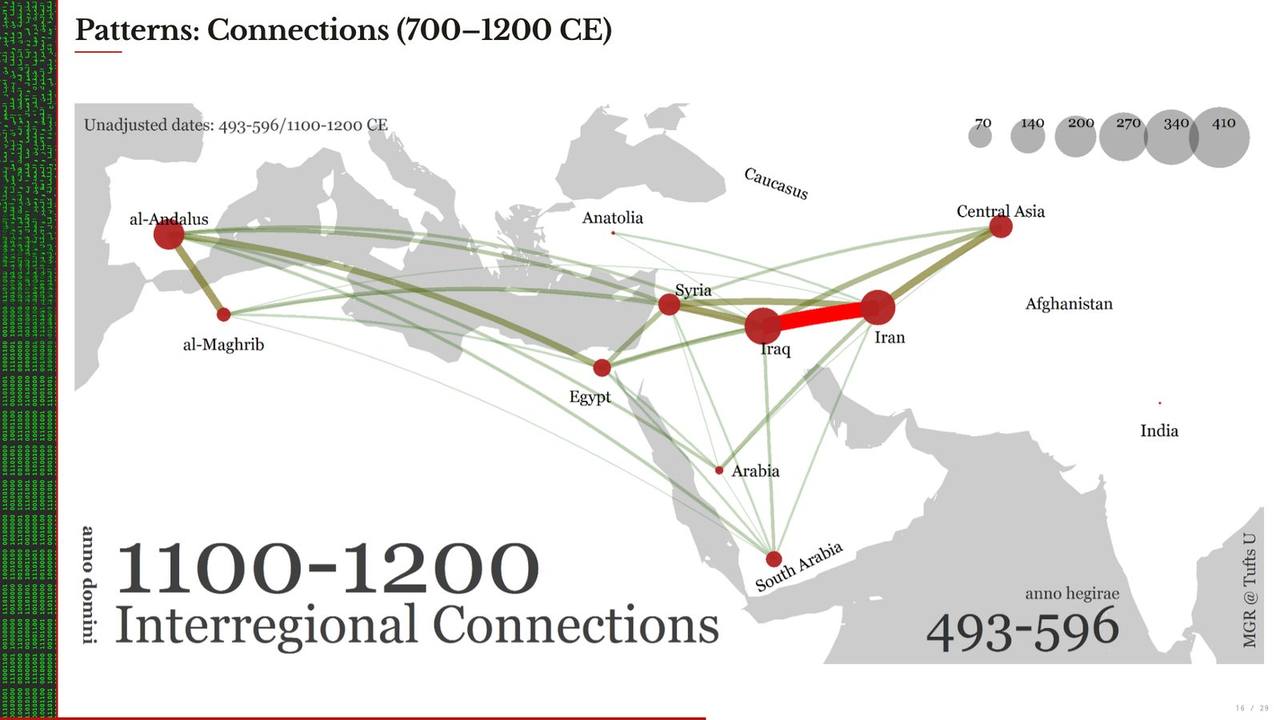 Patterns: Connections (700–1200 CE)
Unadjusted dates: 493-596/1100-1200 CE
70 140 200 270 340 410
Caucasus
al-Andalus
Anatolia
Central Asia
Syria
Afghanistan
al-Maghrib
Iraq
Iran
Egypt
India
Arabia
South Arabia
anno domini
1100-1200
Interregional Connections
anno hegirae
493-596
MGR @ Tufts U
16 / 29